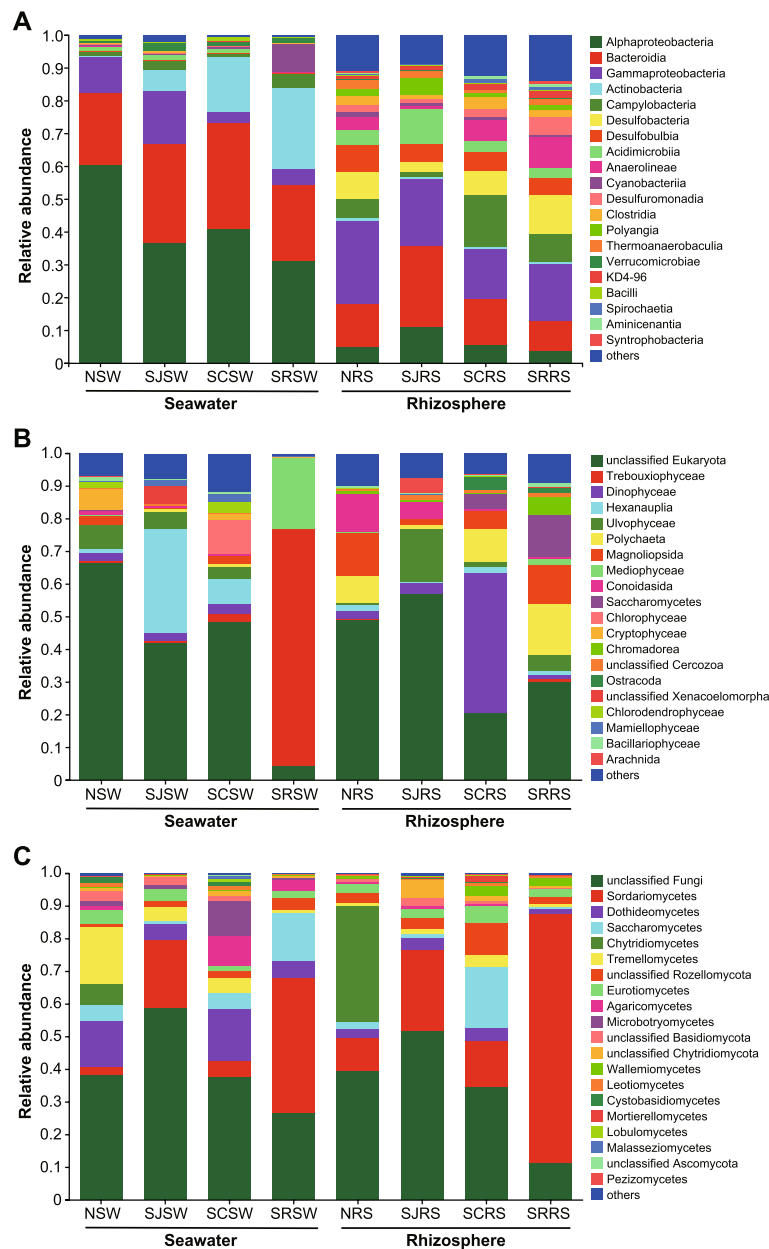 A
Relative abundance
1.0
0.9
0.8
0.7
0.6
0.5
0.4
0.3
0.2
0.1
0
NSW SJSW SCSW SRSW NRS SJRS SCRS SRRS
Seawater Rhizosphere
Alphaproteobacteria
Bacteroidia
Gammaproteobacteria
Actinobacteria
Campylobacteria
Desulfobacteria
Desulfobulbia
Acidimicrobiia
Anaerolineae
Cyanobacteriia
Desulfuromonadia
Clostridia
Polyangia
Thermoanaerobaculia
Verrucomicrobiae
KD4-96
Bacilli
Spirochaetia
Aminicenantia
Syntrophobacteria
others
B
Relative abundance
1.0
0.9
0.8
0.7
0.6
0.5
0.4
0.3
0.2
0.1
0
NSW SJSW SCSW SRSW NRS SJRS SCRS SRRS
Seawater Rhizosphere
unclassified Eukaryota
Trebouxiophyceae
Dinophyceae
Hexanauplia
Ulvophyceae
Polychaeta
Magnoliopsida
Mediophyceae
Conoidasida
Saccharomycetes
Chlorophyceae
Cryptophyceae
Chromadorea
unclassified Cercozoa
Ostracoda
unclassified Xenacoelomorpha
Chlorodendrophyceae
Mamiellophyceae
Bacillariophyceae
Arachnida
others
C
Relative abundance
1.0
0.9
0.8
0.7
0.6
0.5
0.4
0.3
0.2
0.1
0
NSW SJSW SCSW SRSW NRS SJRS SCRS SRRS
Seawater Rhizosphere
unclassified Fungi
Sordariomycetes
Dothideomycetes
Saccharomycetes
Chytridiomycetes
Tremellomycetes
unclassified Rozellomycota
Eurotiomycetes
Agaricomycetes
Microbotryomycetes
unclassified Basidiomycota
unclassified Chytridiomycota
Wallemiomycetes
Leotiomycetes
Cystobasidiomycetes
Mortierellomycetes
Lobulomycetes
Malasseziomycetes
unclassified Ascomycota
Pezizomycetes
others